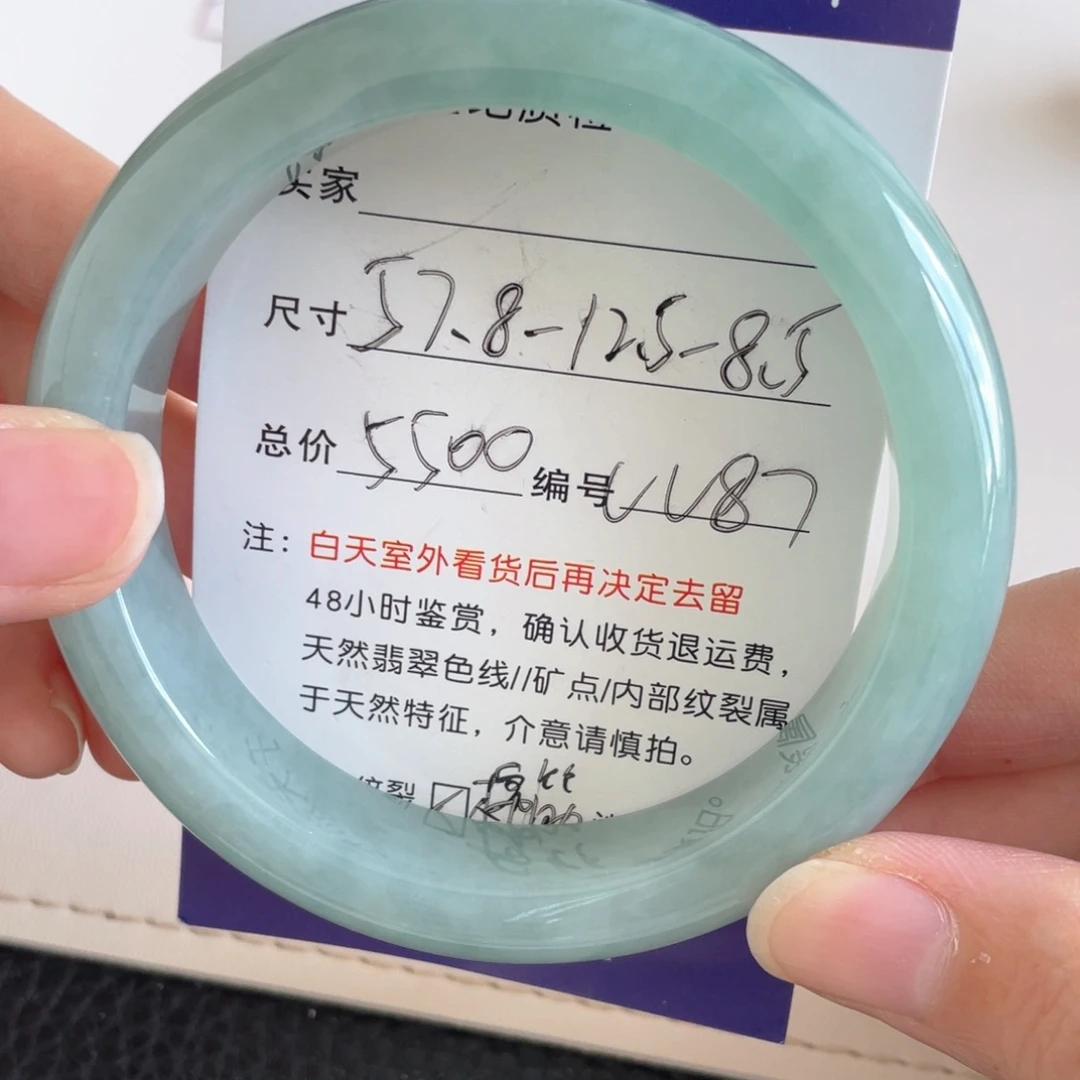 买家
尺寸 57.8-12.5-8.5
总价 5500 编号 VV87
注：白天室外看货后再决定去留
48小时鉴赏，确认收货退运费，
天然翡翠色线//矿点/内部纹裂属
于天然特征，介意请慎拍。